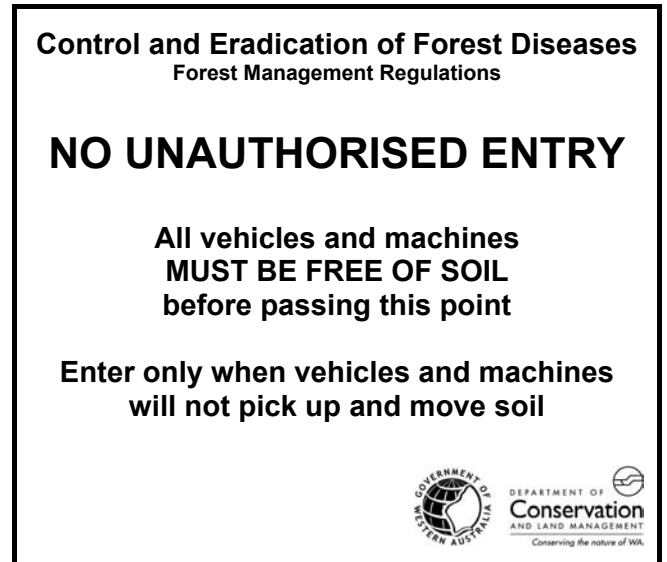 Control and Eradication of Forest Diseases
Forest Management Regulations
NO UNAUTHORISED ENTRY
All vehicles and machines
MUST BE FREE OF SOIL
before passing this point
Enter only when vehicles and machines
will not pick up and move soil
GOVERNMENT OF
WESTERN AUSTRALIA
DEPARTMENT OF
Conservation
AND LAND MANAGEMENT
Conserving the nature of WA.